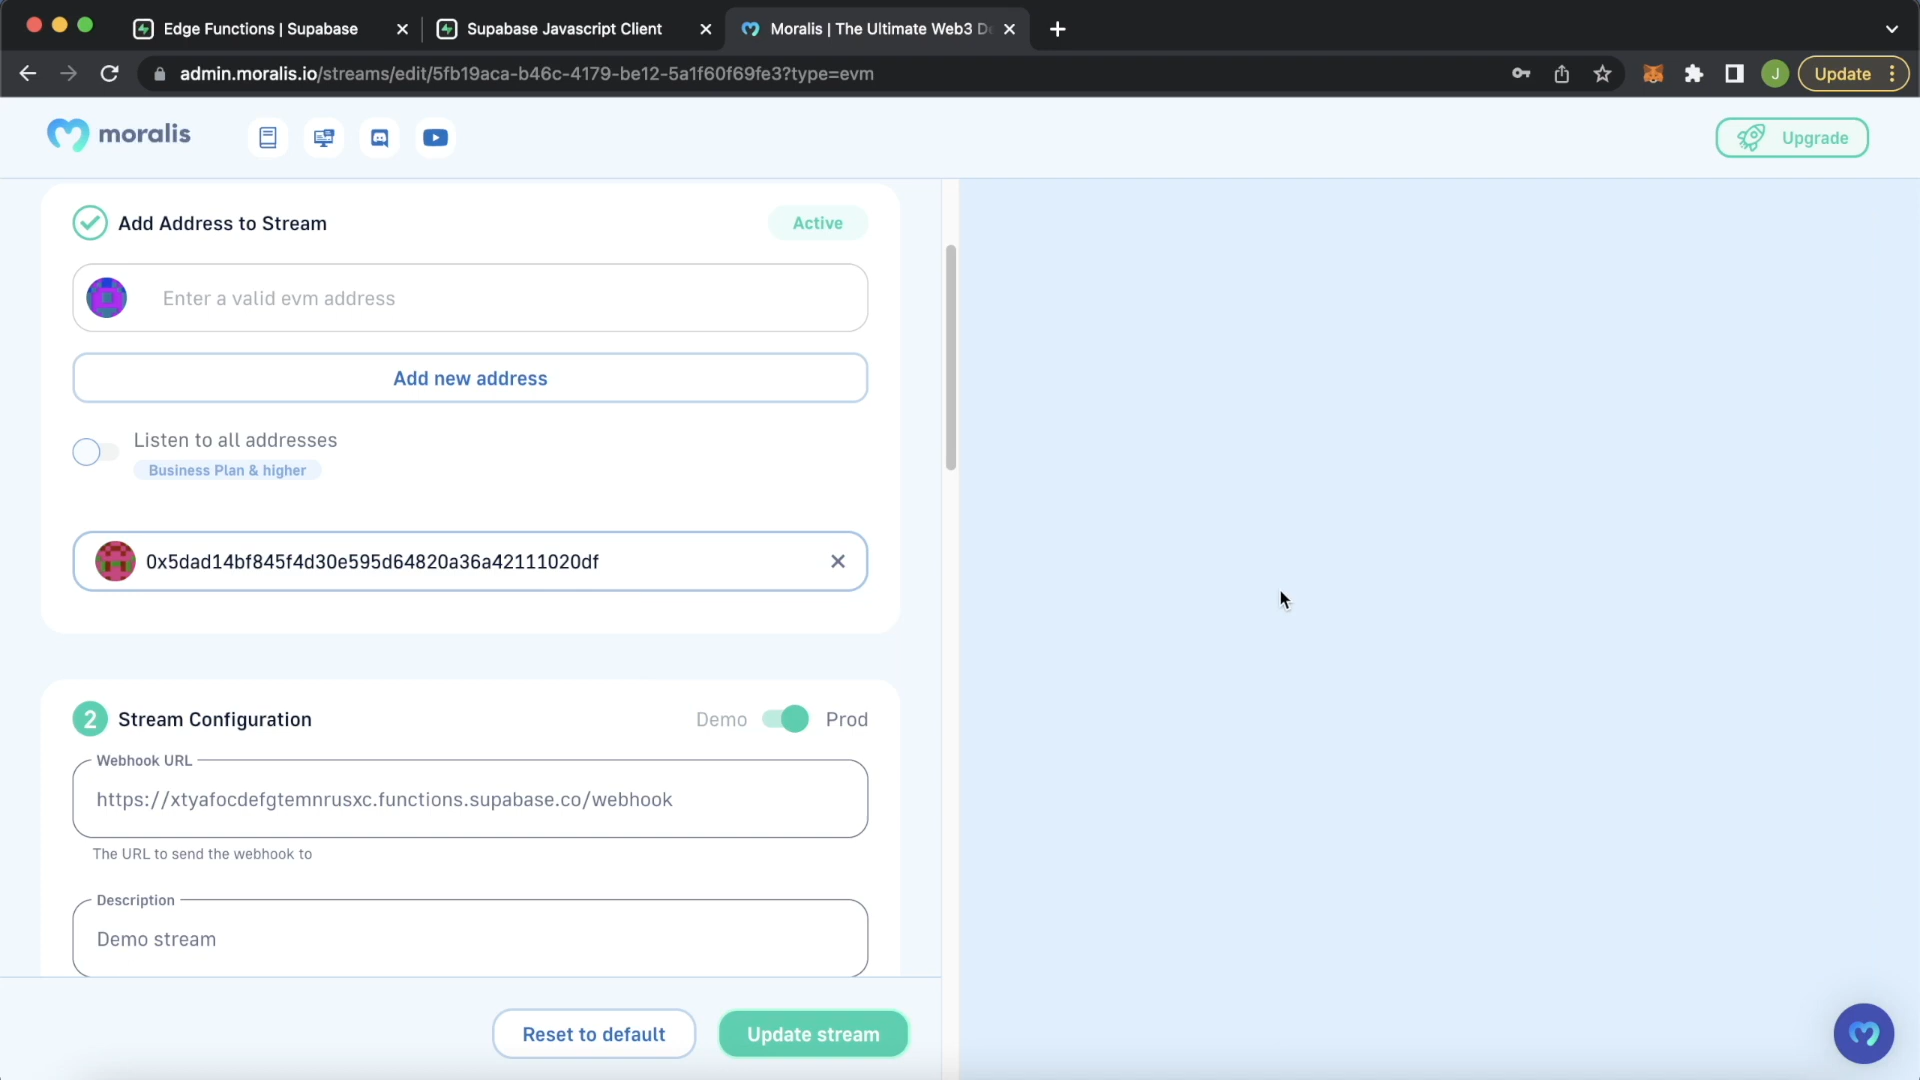 Edge Functions | Supabase
Supabase Javascript Client
Moralis | The Ultimate Web3 D
admin.moralis.io/streams/edit/5fb19aca-b46c-4179-be12-5a1f60f69fe3?type=evm
J
Update
moralis
Upgrade
Add Address to Stream
Active
Enter a valid evm address
Add new address
Listen to all addresses
Business Plan & higher
0x5dad14bf845f4d30e595d64820a36a42111020df
2
Stream Configuration
Demo
Prod
Webhook URL
https://xtyafocdefgtemnrusxc.functions.supabase.co/webhook
The URL to send the webhook to
Description
Demo stream
Reset to default
Update stream